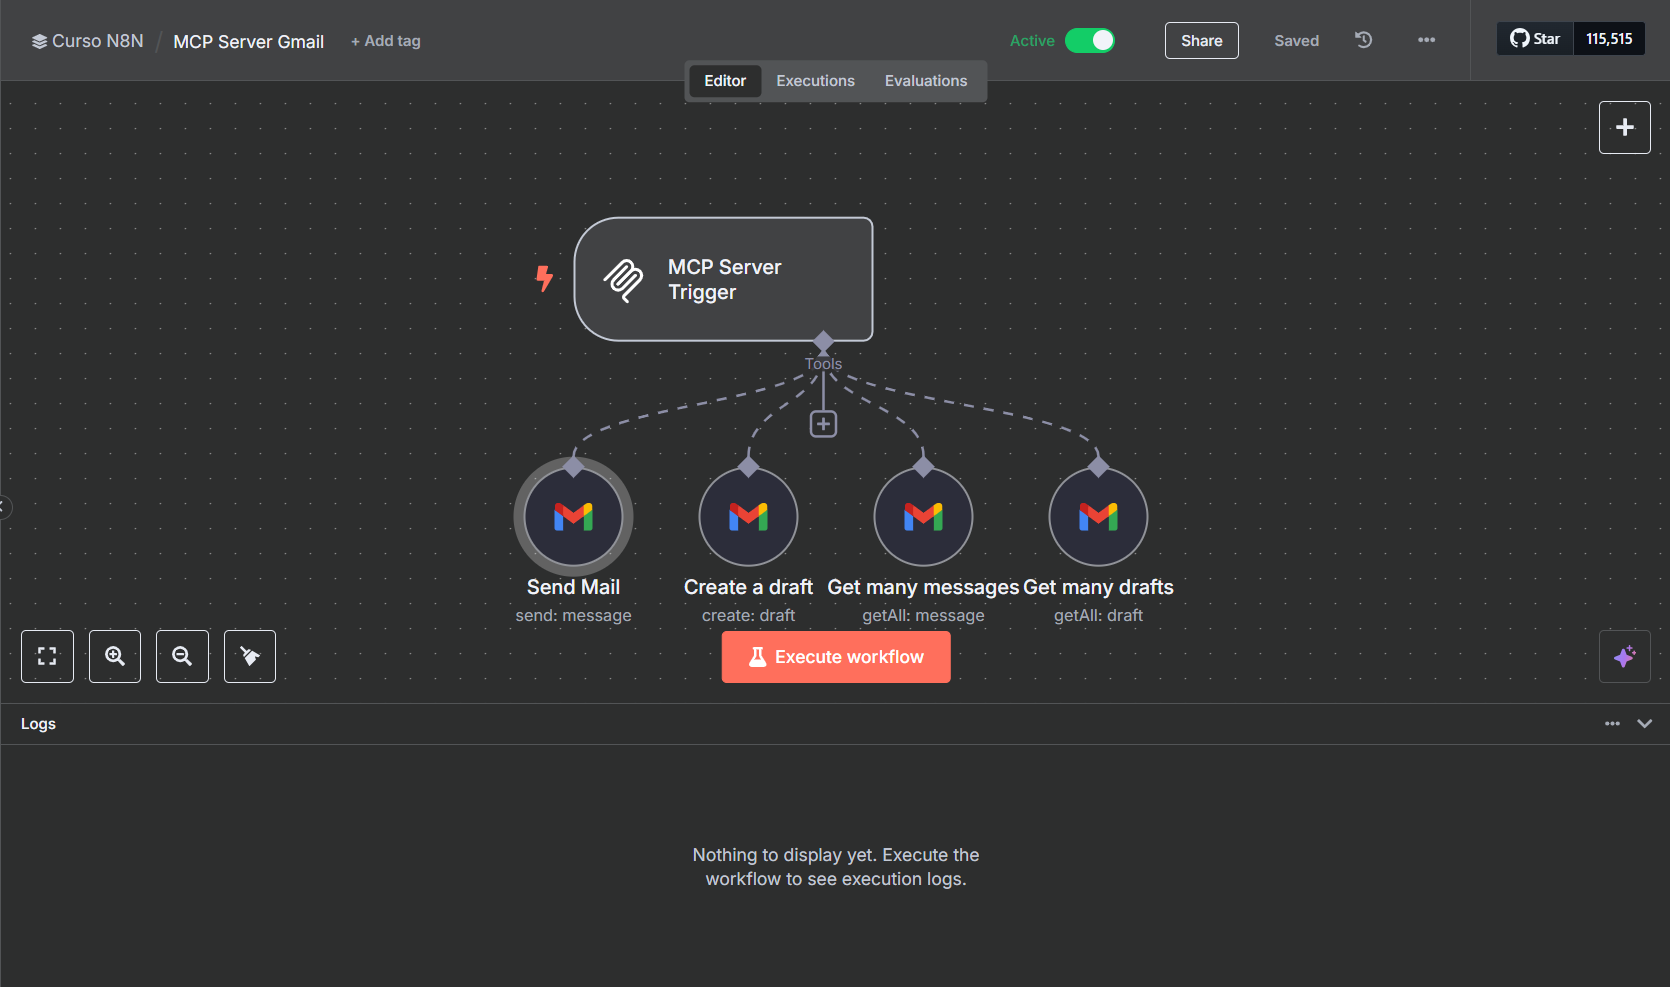 Curso N8N / MCP Server Gmail + Add tag
Active
Share
Saved
Star 115,515
Editor Executions Evaluations
MCP Server
Trigger
Tools
Send Mail
send: message
Create a draft
create: draft
Get many messages
getAll: message
Get many drafts
getAll: draft
Execute workflow
Logs
Nothing to display yet. Execute the
workflow to see execution logs.